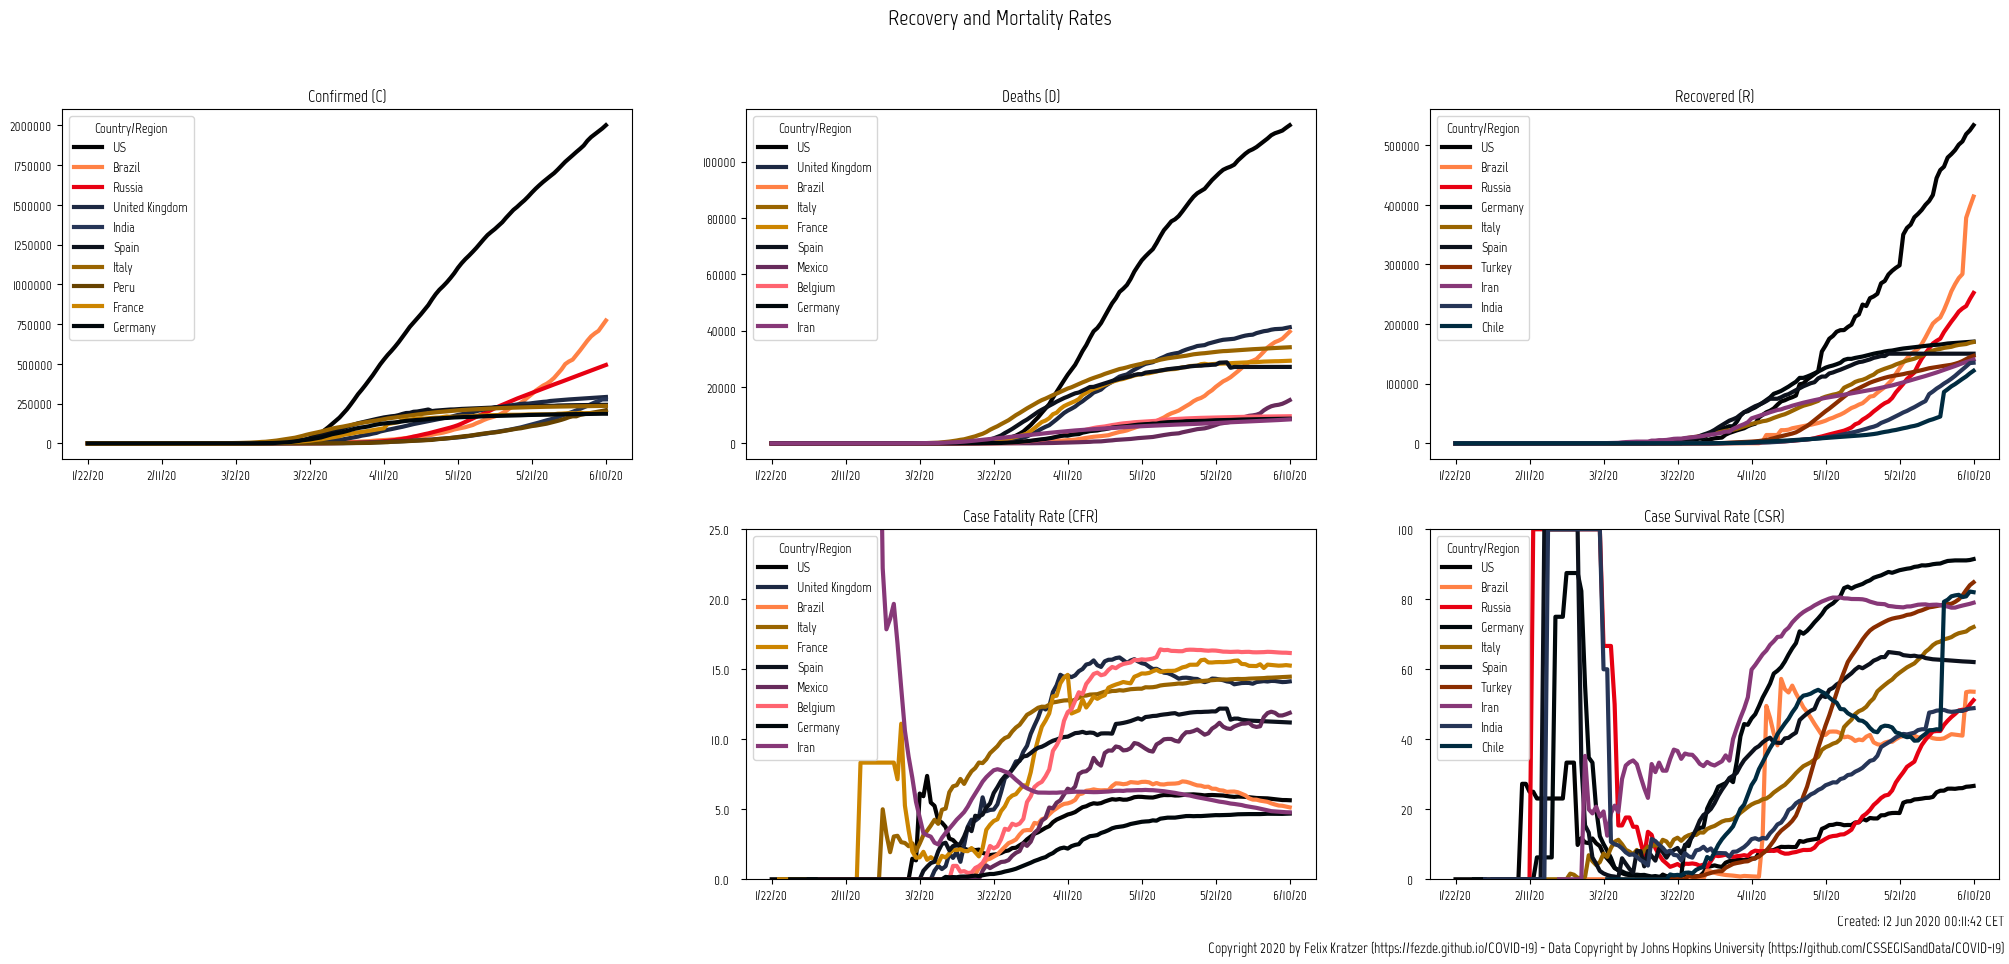 Recovery and Mortality Rates
Confirmed (C)
2000000
1750000
1500000
1250000
1000000
750000
500000
250000
0
Country/Region
US
Brazil
Russia
United Kingdom
India
Spain
Italy
Peru
France
Germany
1/22/20 2/11/20 3/2/20 3/22/20 4/11/20 5/1/20 5/21/20 6/10/20
Deaths (D)
100000
80000
60000
40000
20000
0
Country/Region
US
United Kingdom
Brazil
Italy
France
Spain
Mexico
Belgium
Germany
Iran
1/22/20 2/11/20 3/2/20 3/22/20 4/11/20 5/1/20 5/21/20 6/10/20
Recovered (R)
500000
400000
300000
200000
100000
0
Country/Region
US
Brazil
Russia
Germany
Italy
Spain
Turkey
Iran
India
Chile
1/22/20 2/11/20 3/2/20 3/22/20 4/11/20 5/1/20 5/21/20 6/10/20
Case Fatality Rate (CFR)
25.0
20.0
15.0
10.0
5.0
0.0
Country/Region
US
United Kingdom
Brazil
Italy
France
Spain
Mexico
Belgium
Germany
Iran
1/22/20 2/11/20 3/2/20 3/22/20 4/11/20 5/1/20 5/21/20 6/10/20
Case Survival Rate (CSR)
100
80
60
40
20
0
Country/Region
US
Brazil
Russia
Germany
Italy
Spain
Turkey
Iran
India
Chile
1/22/20 2/11/20 3/2/20 3/22/20 4/11/20 5/1/20 5/21/20 6/10/20
Created: 12 Jun 2020 00:11:42 CET
Copyright 2020 by Felix Kratzer (https://fezde.github.io/COVID-19) - Data Copyright by Johns Hopkins University (https://github.com/CSSEGISandData/COVID-19)